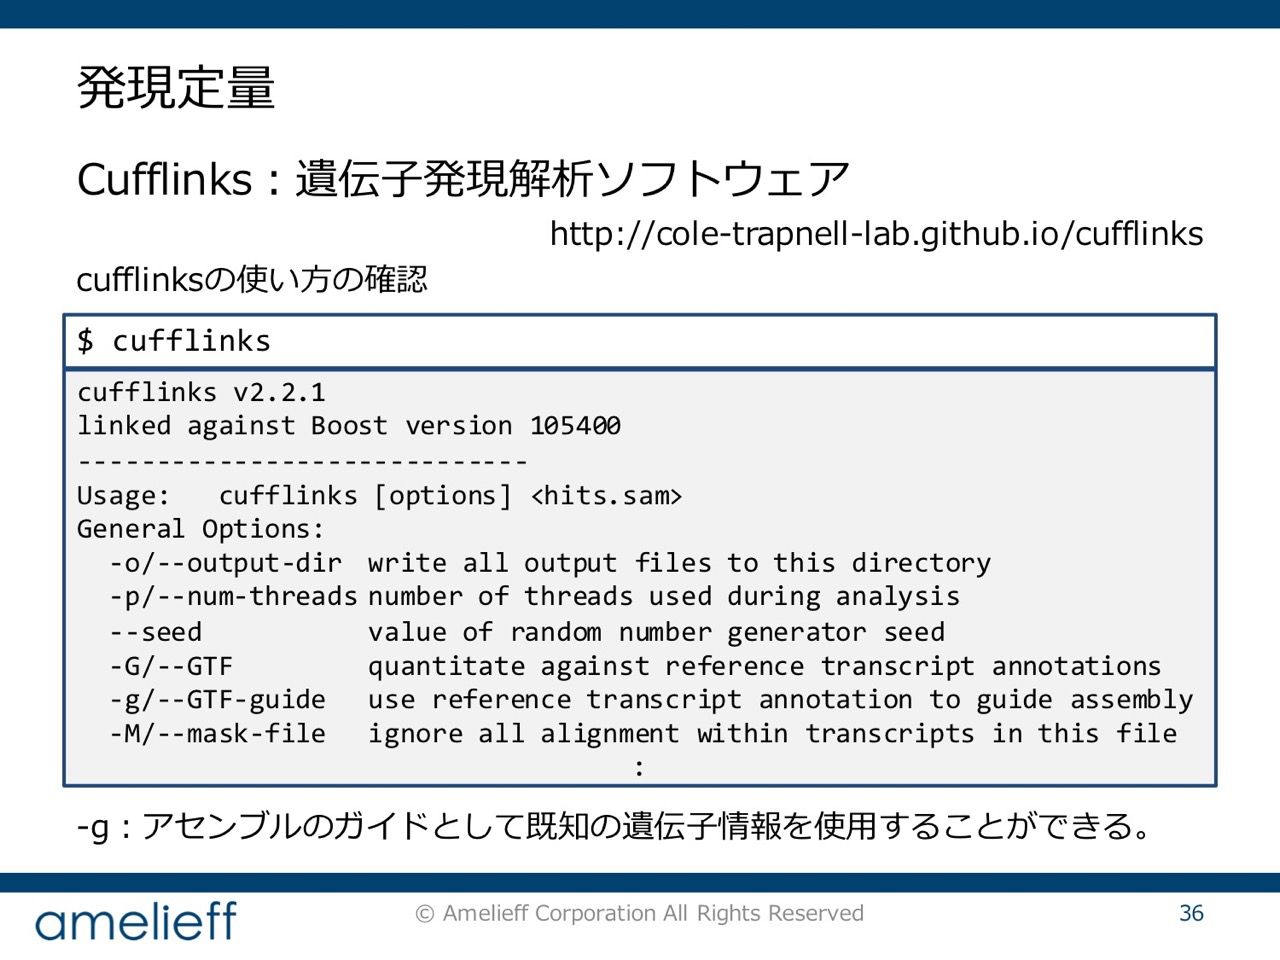 発現定量
Cufflinks：遺伝子発現解析ソフトウェア
http://cole-trapnell-lab.github.io/cufflinks
cufflinksの使い方の確認
$ cufflinks
cufflinks v2.2.1
linked against Boost version 105400
-----------------------------
Usage:   cufflinks [options] <hits.sam>
General Options:
-o/--output-dir  write all output files to this directory
-p/--num-threads number of threads used during analysis
--seed           value of random number generator seed
-G/--GTF         quantitate against reference transcript annotations
-g/--GTF-guide   use reference transcript annotation to guide assembly
-M/--mask-file   ignore all alignment within transcripts in this file
:
-g：アセンブルのガイドとして既知の遺伝子情報を使用することができる。
amelieff
© Amelieff Corporation All Rights Reserved
36